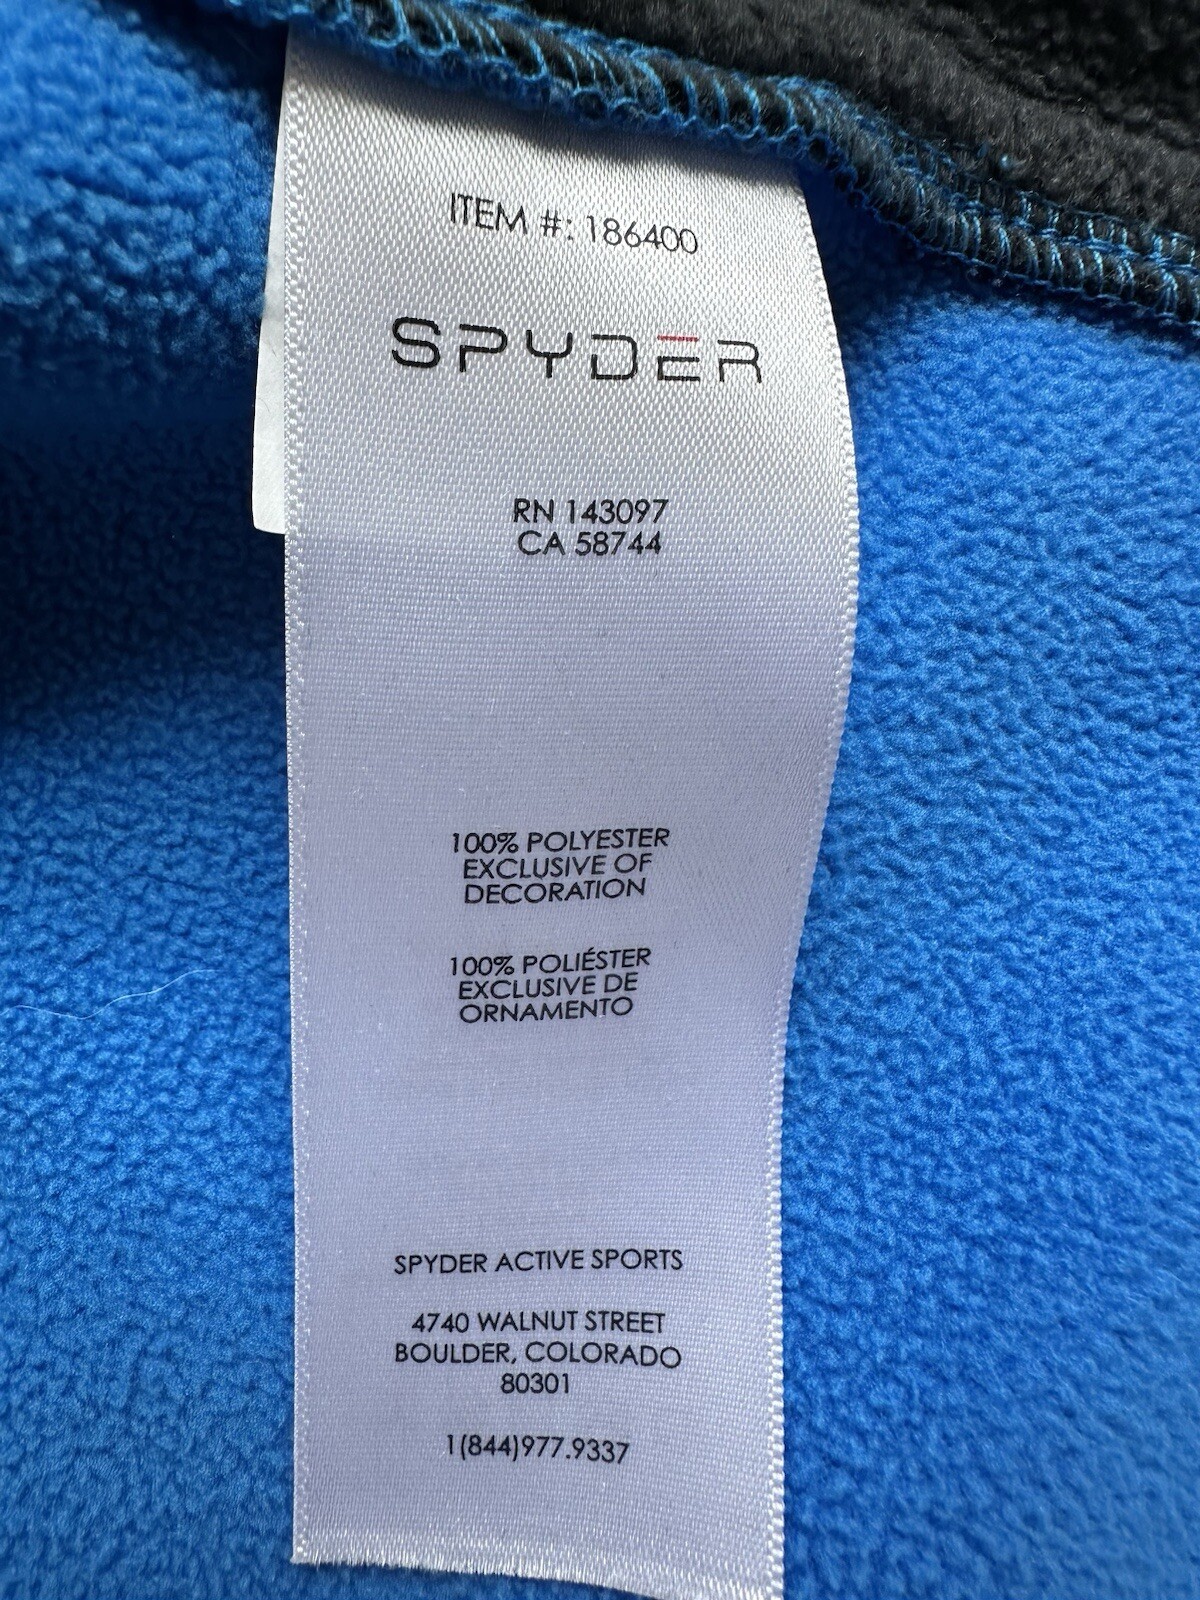 ITEM #: 186400
SPYDER
RN 143097
CA 58744
100% POLYESTER
EXCLUSIVE OF
DECORATION
100% POLIÉSTER
EXCLUSIVE DE
ORNAMENTO
SPYDER ACTIVE SPORTS
4740 WALNUT STREET
BOULDER, COLORADO
80301
1(844)977.9337